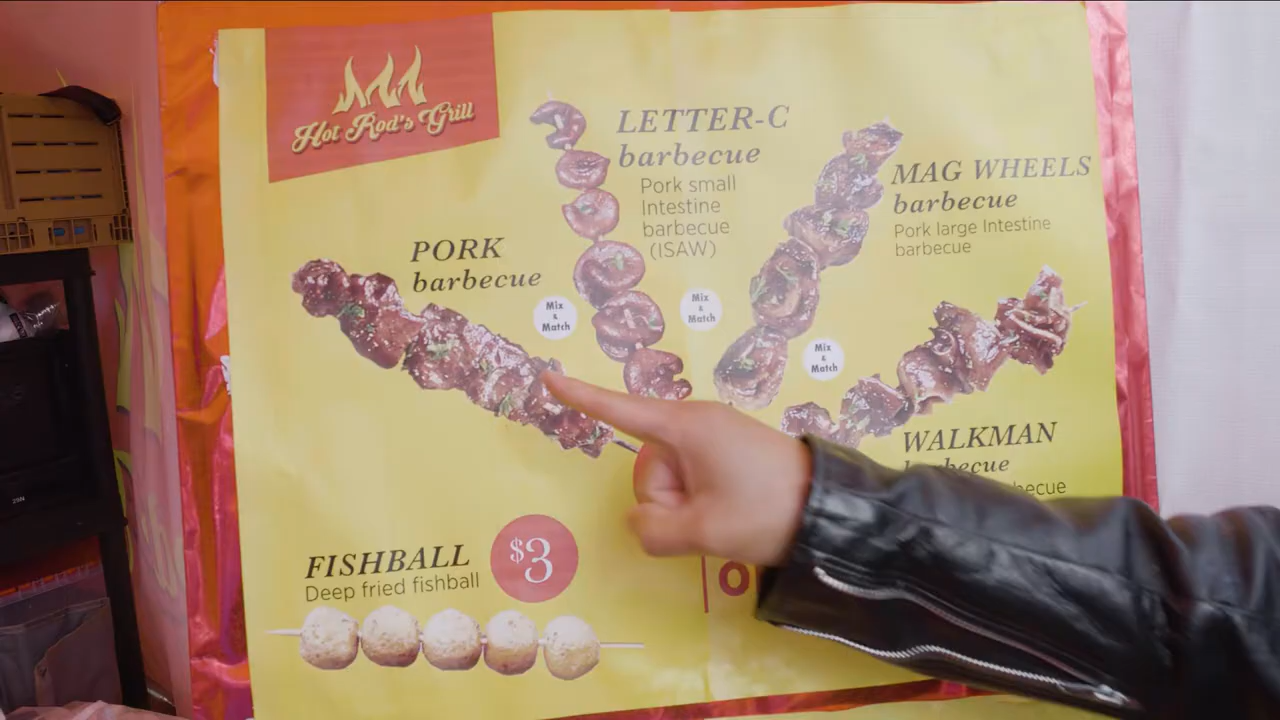 Hot Rod's Grill
LETTER-C
barbecue
Pork small
Intestine
barbecue
(ISAW)
MAG WHEELS
barbecue
Pork large Intestine
barbecue
PORK
barbecue
Mix
&
Match
Mix
&
Match
Mix
&
Match
WALKMAN
barbecue
FISHBALL
Deep fried fishball
$3